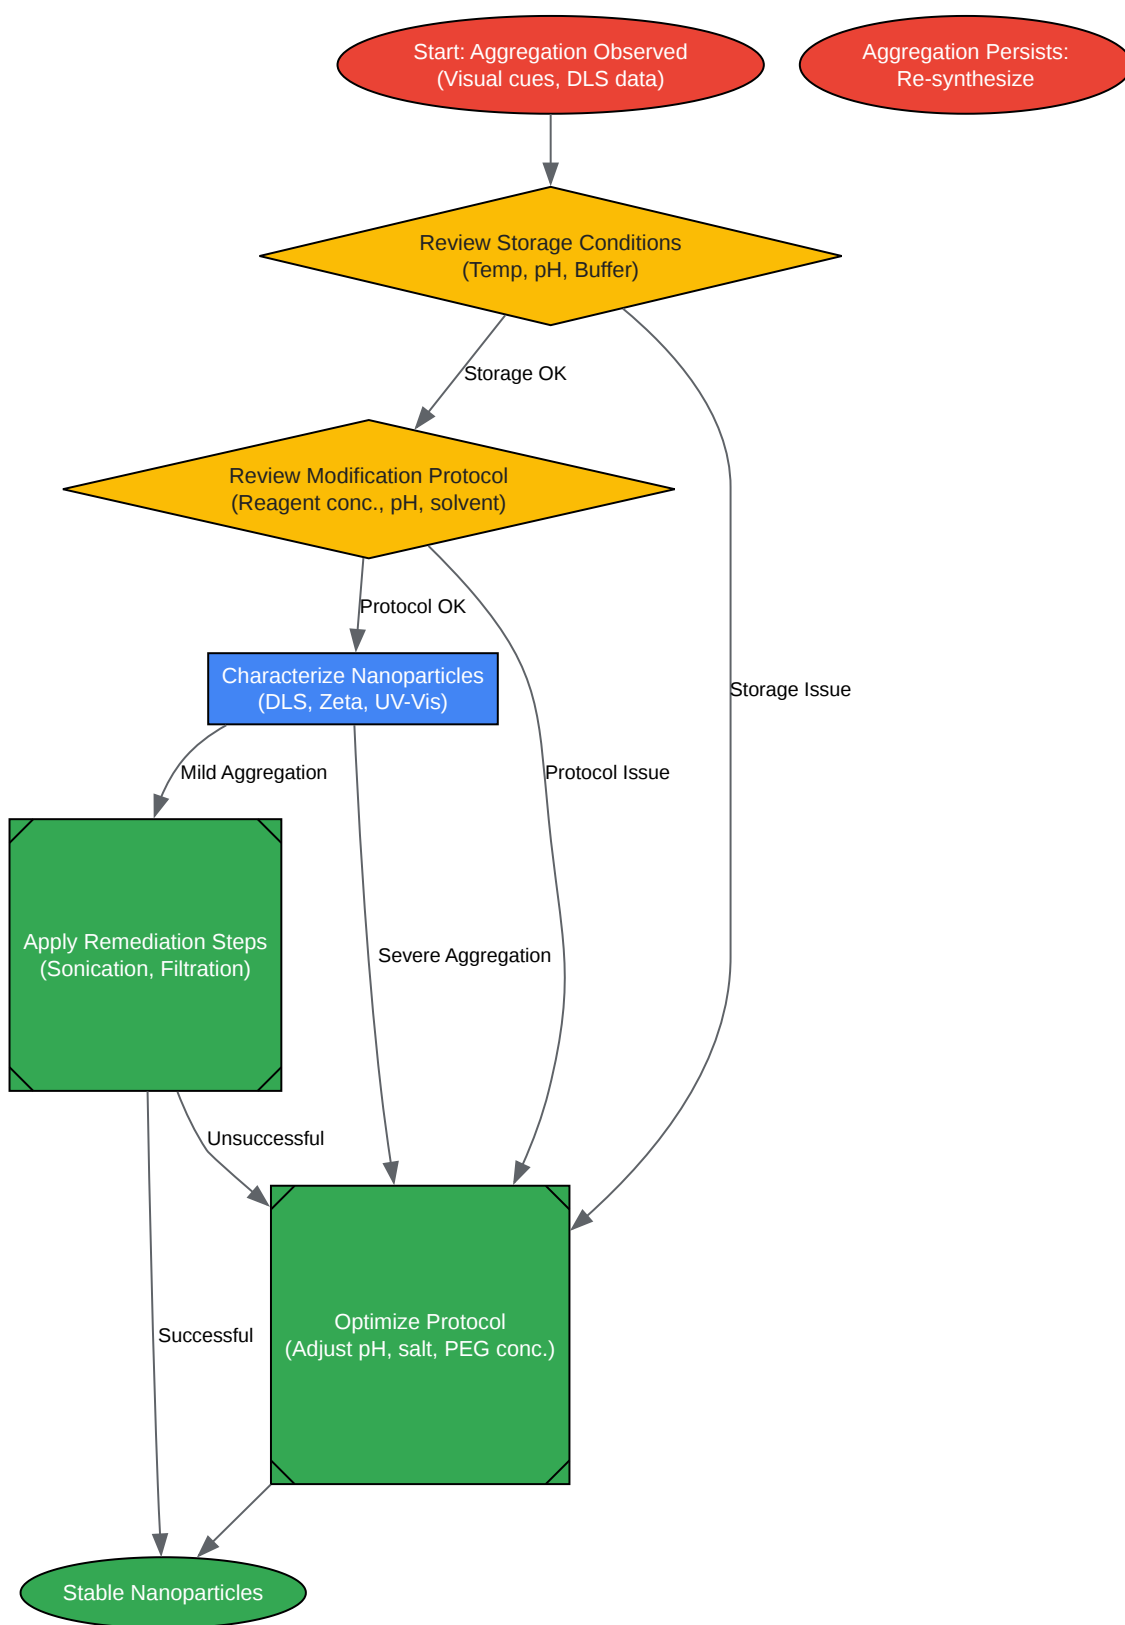 Start: Aggregation Observed
(Visual cues, DLS data)
Aggregation Persists:
Re-synthesize
Review Storage Conditions
(Temp, pH, Buffer)
Storage OK
Review Modification Protocol
(Reagent conc., pH, solvent)
Protocol OK
Characterize Nanoparticles
(DLS, Zeta, UV-Vis)
Storage Issue
Mild Aggregation
Protocol Issue
Apply Remediation Steps
(Sonication, Filtration)
Severe Aggregation
Unsuccessful
Optimize Protocol
(Adjust pH, salt, PEG conc.)
Successful
Stable Nanoparticles